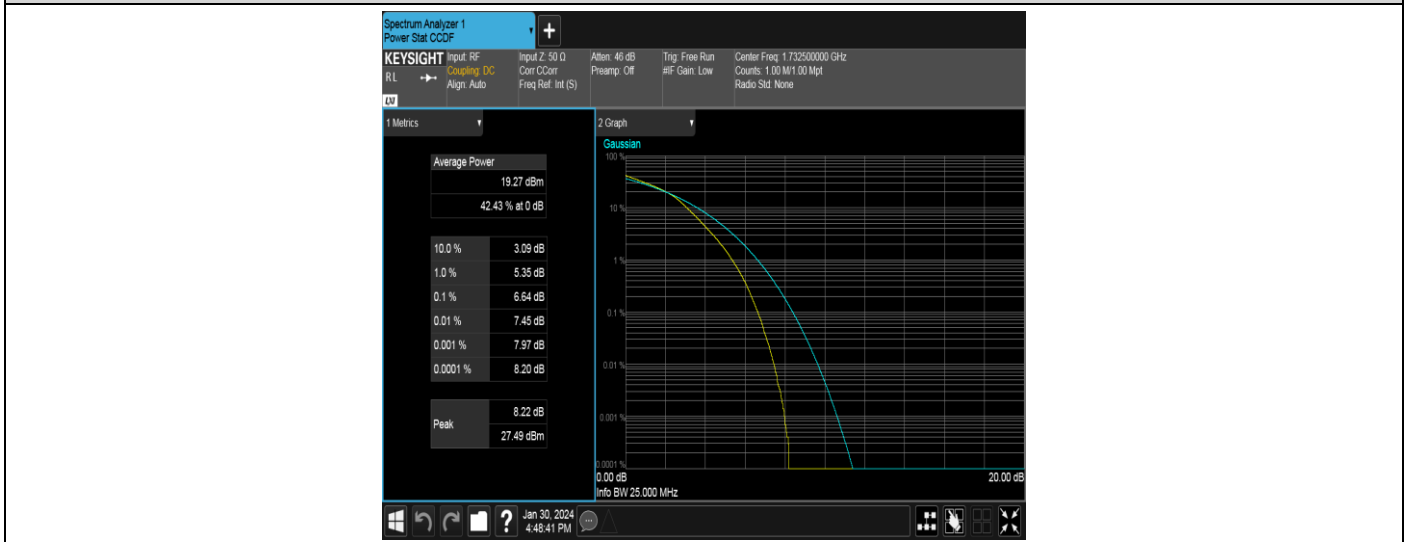 Spectrum Analyzer 1
Power Stat CCDF
+
KEYSIGHT
RL
LXI
Input: RF
Coupling: DC
Align: Auto
Input Z: 50 Ω
Corr CCorr
Freq Ref: Int (S)
Atten: 46 dB
Preamp: Off
Trig: Free Run
#IF Gain: Low
Center Freq: 1.732500000 GHz
Counts: 1.00 M/1.00 Mpt
Radio Std: None
1 Metrics
Average Power
19.27 dBm
42.43 % at 0 dB
10.0 % 3.09 dB
1.0 % 5.35 dB
0.1 % 6.64 dB
0.01 % 7.45 dB
0.001 % 7.97 dB
0.0001 % 8.20 dB
Peak
8.22 dB
27.49 dBm
2 Graph
Gaussian
100 %
10 %
1 %
0.1 %
0.01 %
0.001 %
0.0001 %
0.00 dB 20.00 dB
Info BW 25.000 MHz
?
Jan 30, 2024
4:48:41 PM